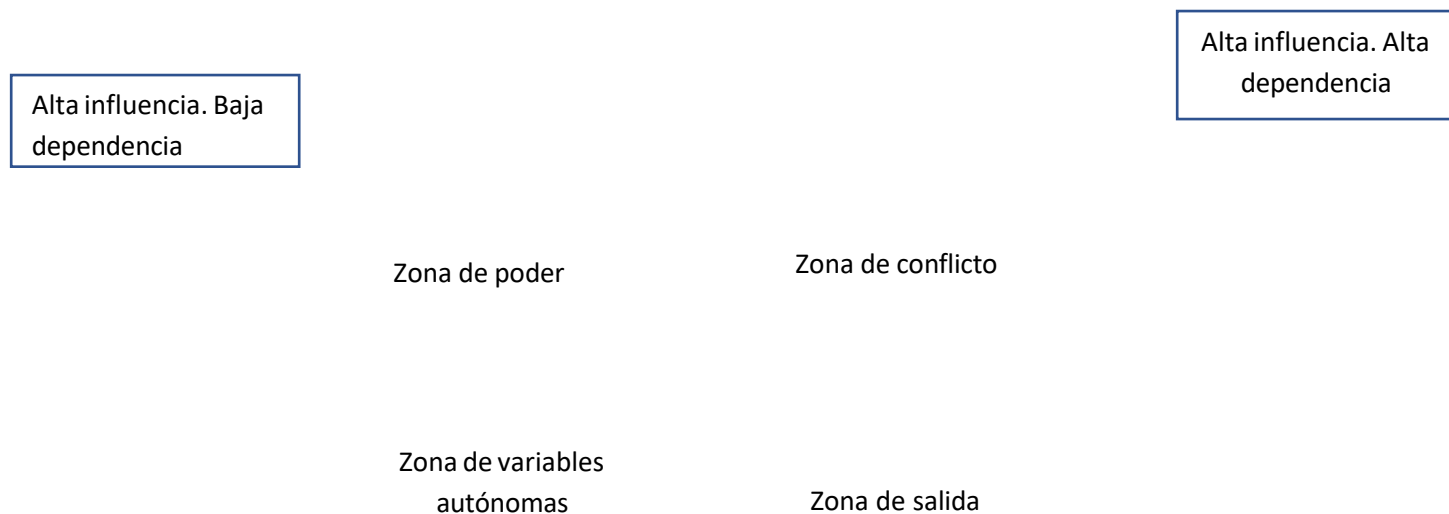 Alta influencia. Alta
dependencia
Alta influencia. Baja
dependencia
Zona de poder
Zona de conflicto
Zona de variables
autónomas
Zona de salida